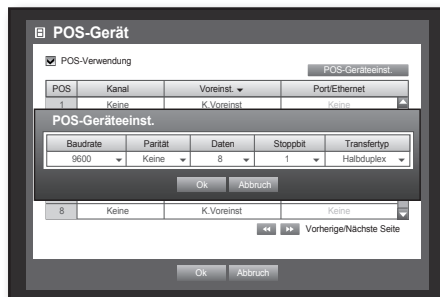 POS-Gerät
POS-Verwendung
POS-Geräteeinst.
POS Kanal Voreinst. Port/Ethernet
1 Keine K.Voreinst Keine
POS-Geräteeinst.
Baudrate Parität Daten Stoppbit Transfertyp
9600 Keine 8 1 Halbduplex
Ok Abbruch
8 Keine K.Voreinst Keine
Vorherige/Nächste Seite
Ok Abbruch